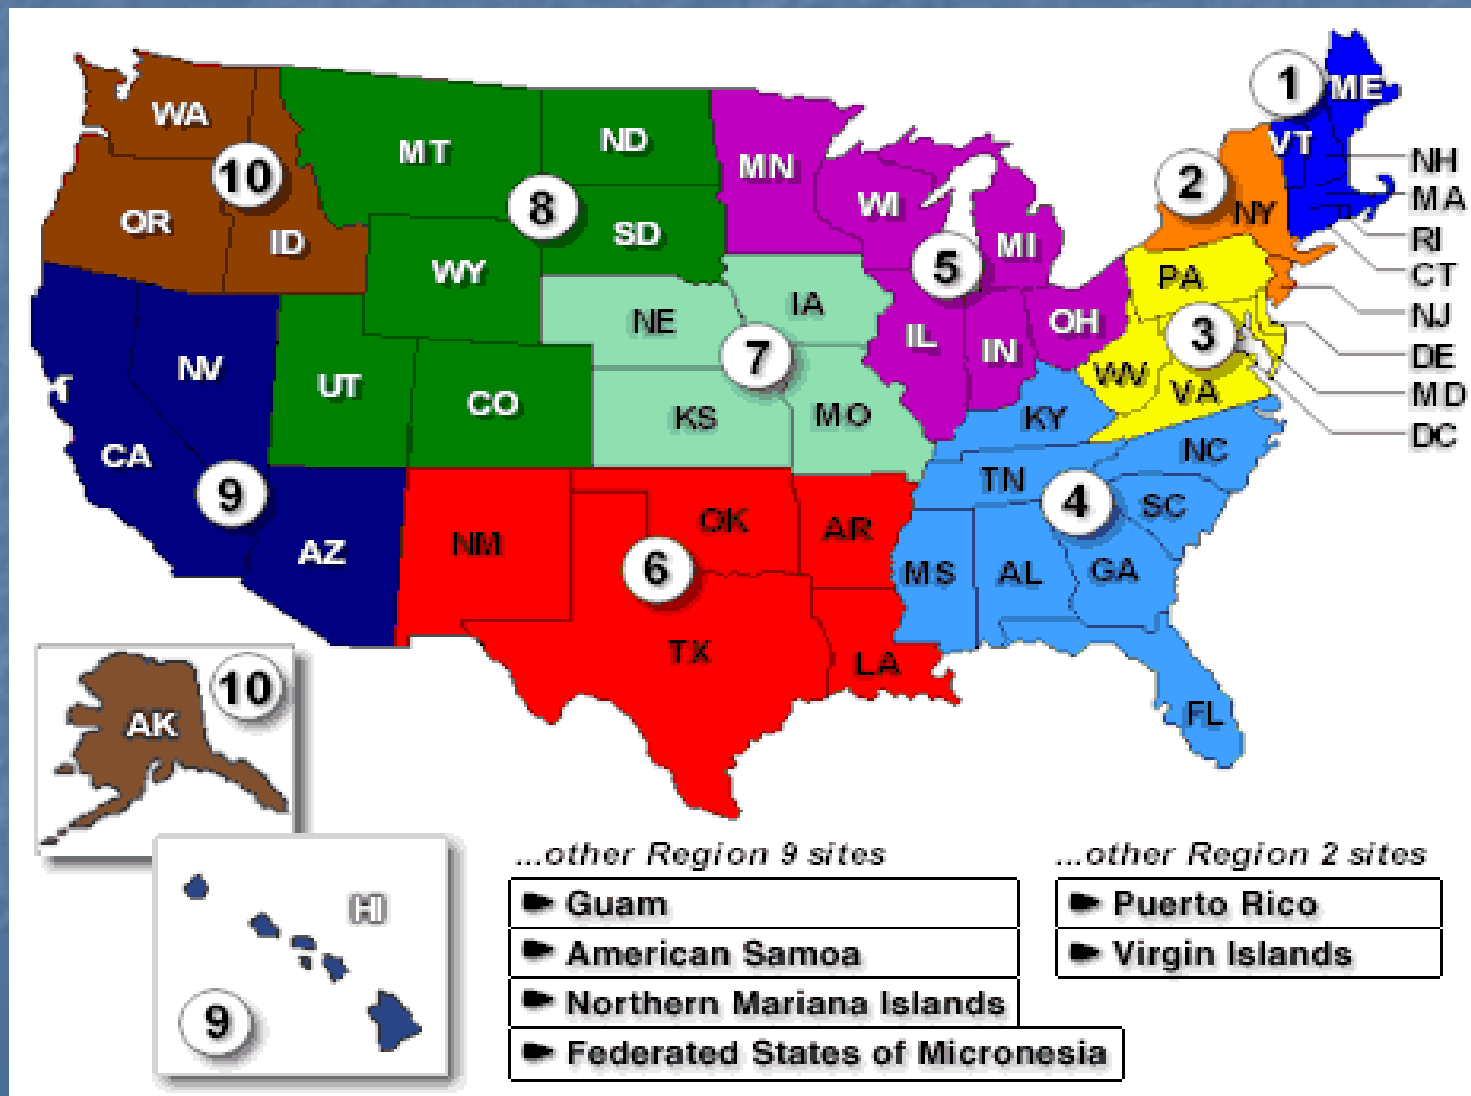 1
ME
WA
VT
ND
MT
NH
MN
10
2
MA
WI
8
NY
OR
SD
RI
ID
MI
5
WY
CT
PA
IA
NJ
NE
OH
IL
3
IN
7
DE
NV
WV
UT
MD
VA
CO
MO
KS
KY
DC
NC
CA
TN
9
4
SC
OK
AR
NM
AZ
6
MS
AL
GA
TX
LA
10
FL
AK
...other Region 9 sites
...other Region 2 sites
Guam
Puerto Rico
HI
American Samoa
Virgin Islands
Northern Mariana Islands
9
Federated States of Micronesia